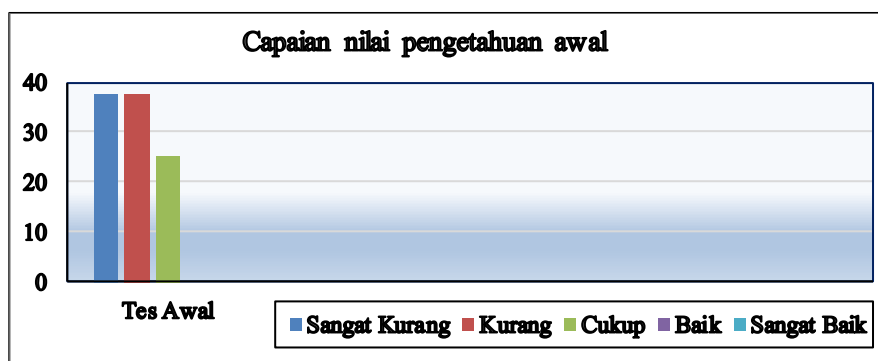 Capaian nilai pengetahuan awal
40
30
20
10
0
Tes Awal
Sangat Kurang Kurang Cukup Baik Sangat Baik